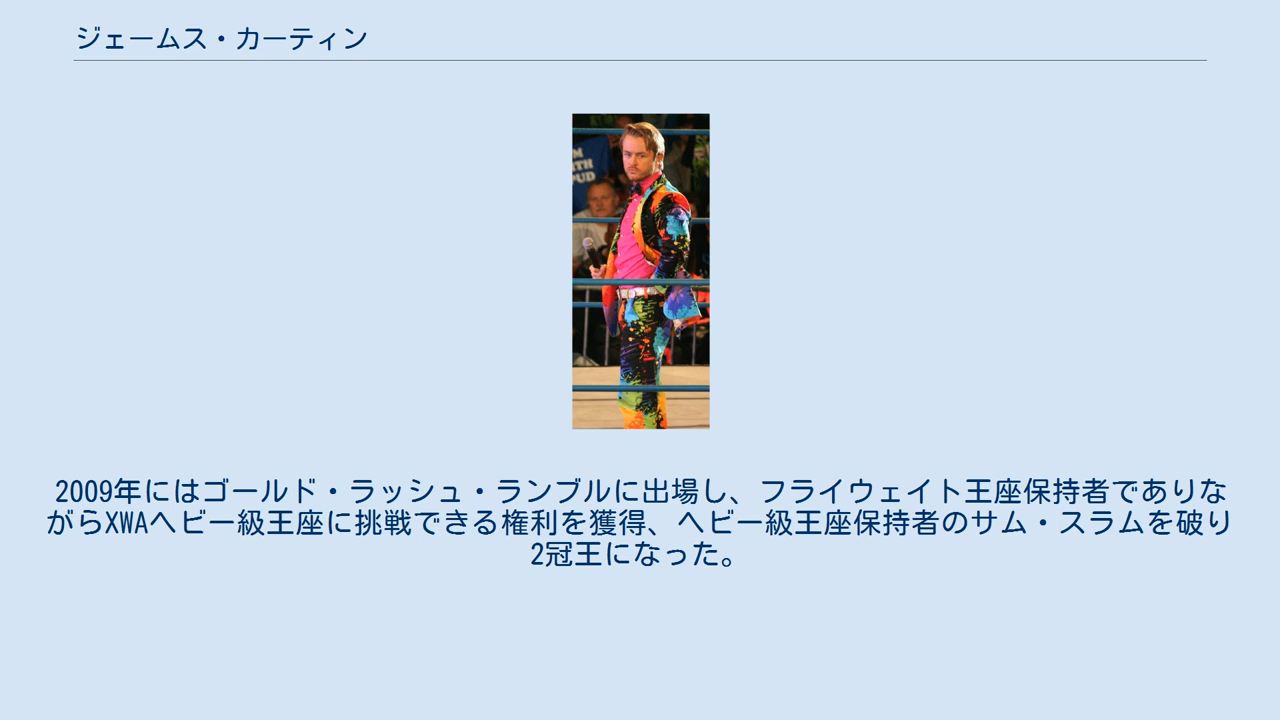 ジェームス・カーティン
M
TH
PUD
2009年にはゴールド・ラッシュ・ランブルに出場し、フライウェイト王座保持者でありな
がらXWAヘビー級王座に挑戦できる権利を獲得、ヘビー級王座保持者のサム・スラムを破り
2冠王になった。